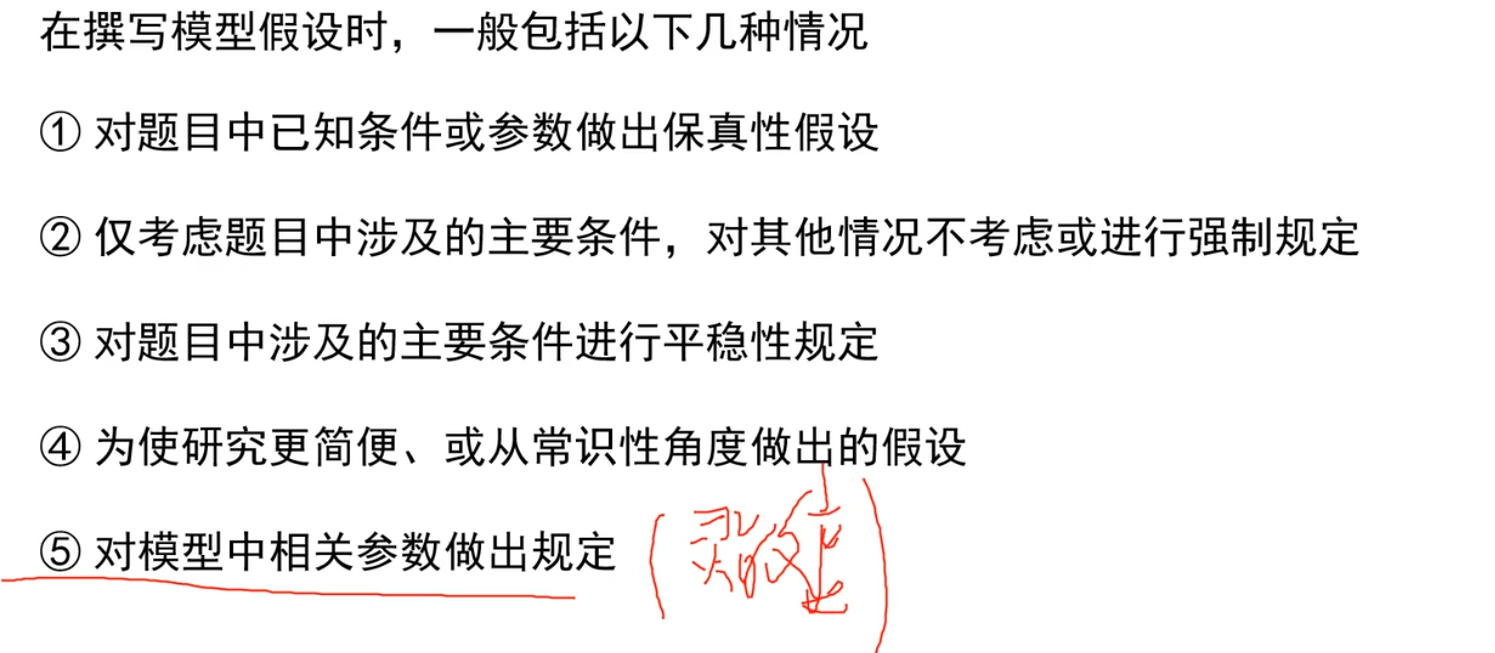 在撰写模型假设时，一般包括以下几种情况
① 对题目中已知条件或参数做出保真性假设
② 仅考虑题目中涉及的主要条件，对其他情况不考虑或进行强制规定
③ 对题目中涉及的主要条件进行平稳性规定
④ 为使研究更简便、或从常识性角度做出的假设
⑤ 对模型中相关参数做出规定 (灵敏